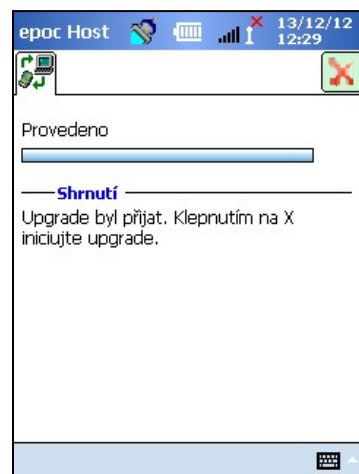 epoc Host 13/12/12
12:29
Provedeno
Shrnutí
Upgrade byl přijat. Klepnutím na X
iniciujte upgrade.